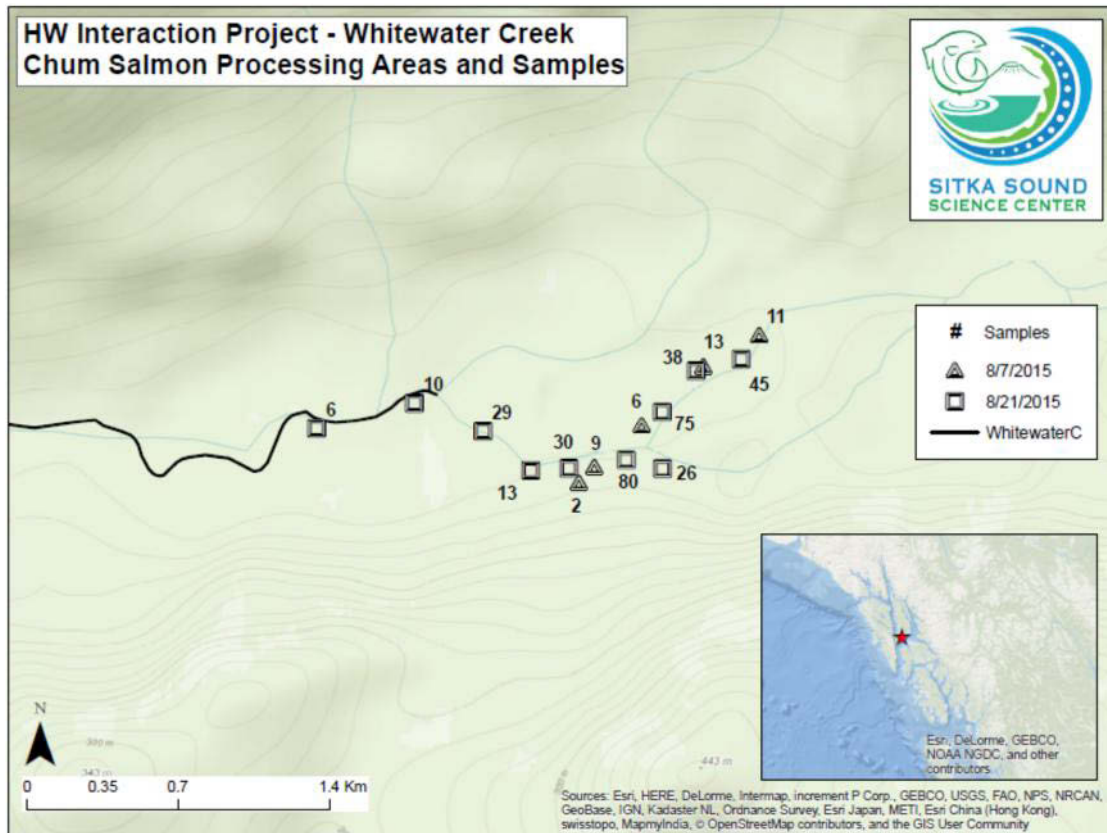 HW Interaction Project - Whitewater Creek
Chum Salmon Processing Areas and Samples
SITKA SOUND
SCIENCE CENTER
11
13
38
45
10
6
6
75
29
30
9
80
26
13
2
# Samples
8/7/2015
8/21/2015
WhitewaterC
N
380 m
343 m
443 m
0 0.35 0.7 1.4 Km
Esri, DeLorme, GEBCO,
NOAA NGDC, and other
contributors
Sources: Esri, HERE, DeLorme, Intermap, increment P Corp., GEBCO, USGS, FAO, NPS, NRCAN,
GeoBase, IGN, Kadaster NL, Ordnance Survey, Esri Japan, METI, Esri China (Hong Kong),
swisstopo, MapmyIndia, © OpenStreetMap contributors, and the GIS User Community